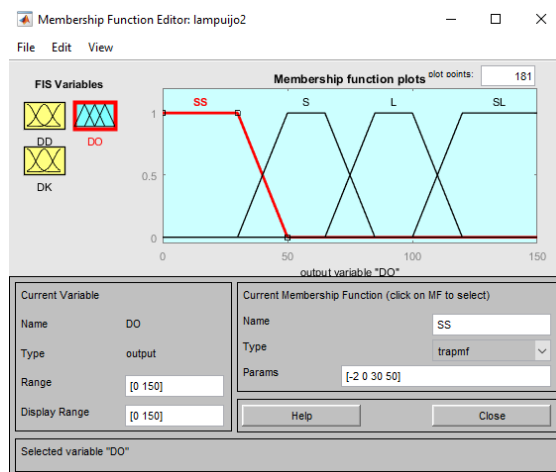 Membership Function Editor: lampuijo2
File Edit View
FIS Variables
DD
DO
DK
Membership function plots plot points: 181
SS S L SL
1
0.5
0
0 50 100 150
output variable "DO"
Current Variable
Name DO
Type output
Range [0 150]
Display Range [0 150]
Current Membership Function (click on MF to select)
Name SS
Type trapmf
Params [-2 0 30 50]
Help Close
Selected variable "DO"